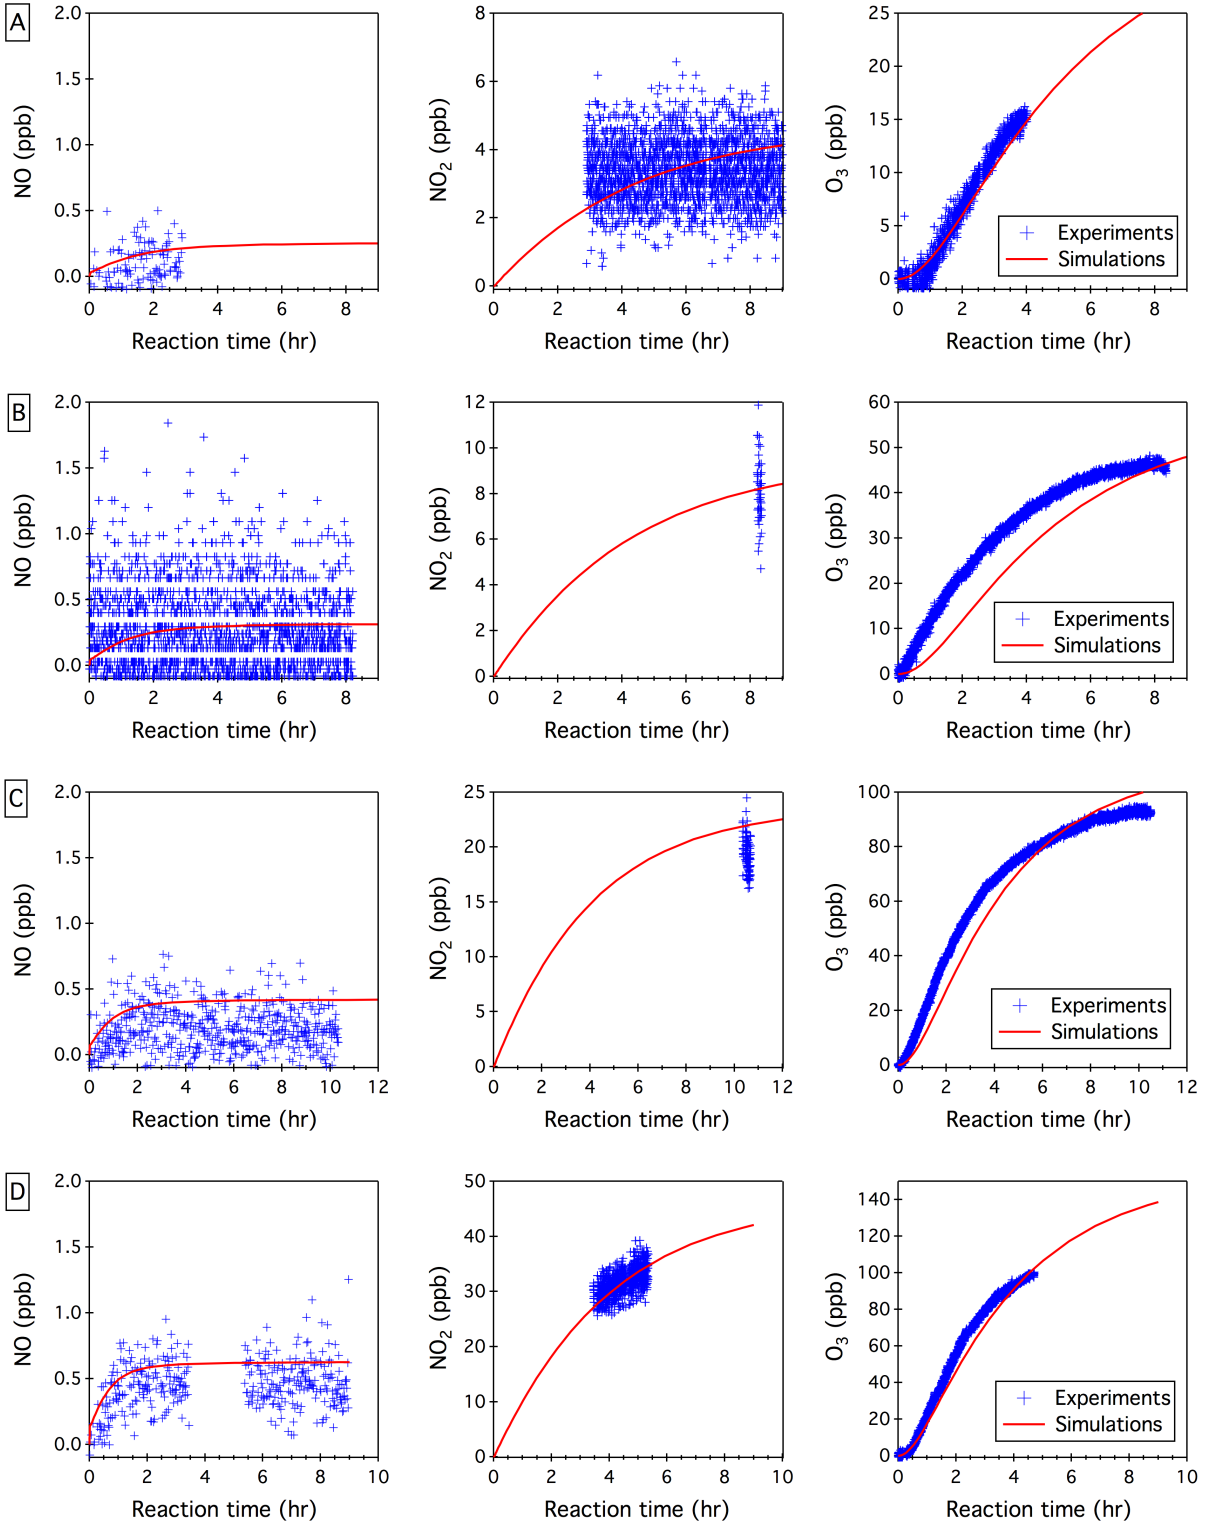 A
NO (ppb)
2.0
1.5
1.0
0.5
0.0
0 2 4 6 8
Reaction time (hr)
NO2 (ppb)
8
6
4
2
0
0 2 4 6 8
Reaction time (hr)
O3 (ppb)
25
20
15
10
5
0
0 2 4 6 8
Reaction time (hr)
Experiments
Simulations
B
NO (ppb)
2.0
1.5
1.0
0.5
0.0
0 2 4 6 8
Reaction time (hr)
NO2 (ppb)
12
10
8
6
4
2
0
0 2 4 6 8
Reaction time (hr)
O3 (ppb)
60
50
40
30
20
10
0
0 2 4 6 8
Reaction time (hr)
Experiments
Simulations
C
NO (ppb)
2.0
1.5
1.0
0.5
0.0
0 2 4 6 8 10 12
Reaction time (hr)
NO2 (ppb)
25
20
15
10
5
0
0 2 4 6 8 10 12
Reaction time (hr)
O3 (ppb)
100
80
60
40
20
0
0 2 4 6 8 10 12
Reaction time (hr)
Experiments
Simulations
D
NO (ppb)
2.0
1.5
1.0
0.5
0.0
0 2 4 6 8 10
Reaction time (hr)
NO2 (ppb)
50
40
30
20
10
0
0 2 4 6 8 10
Reaction time (hr)
O3 (ppb)
140
120
100
80
60
40
20
0
0 2 4 6 8 10
Reaction time (hr)
Experiments
Simulations